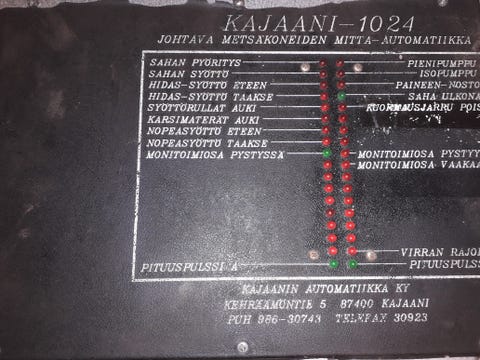 KAJAANI-1024
JOHTAVA METSÄKONEIDEN MITTA-AUTOMATIIKKA
SAHAN PYÖRITYS
SAHAN SYÖTTÖ
HIDAS-SYÖTTÖ ETEEN
HIDAS-SYÖTTÖ TAAKSE
SYÖTTÖRULLAT AUKI
KARSIMATERÄT AUKI
NOPEASYÖTTÖ ETEEN
NOPEASYÖTTÖ TAAKSE
MONITOIMIOSA PYSTYSSÄ
PITUUSPULSSI A
PIENIPUMPPU
ISOPUMPPU
PAINEEN-NOSTO
SAHA ULKONA
KUORMAUSJARRU POIS
MONITOIMIOSA PYSTYY
MONITOIMIOSA VAAKAA
VIRRAN RAJO
PITUUSPULSS
KAJAANIN AUTOMATIIKKA KY
KEHRÄÄMÖNTIE 5 87400 KAJAANI
PUH 986-30743 TELEFAX 30923